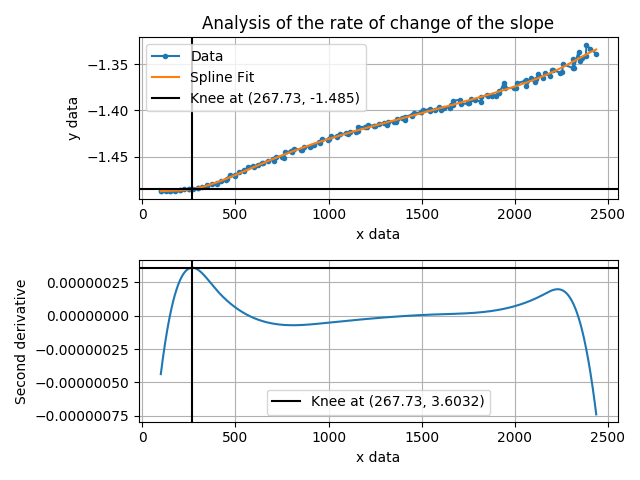 Analysis of the rate of change of the slope
−1.35
−1.40
−1.45
y data
Data
Spline Fit
Knee at (267.73, -1.485)
0
500
1000
1500
2000
2500
x data
0.00000025
0.00000000
−0.00000025
−0.00000050
−0.00000075
Second derivative
Knee at (267.73, 3.6032)
0
500
1000
1500
2000
2500
x data